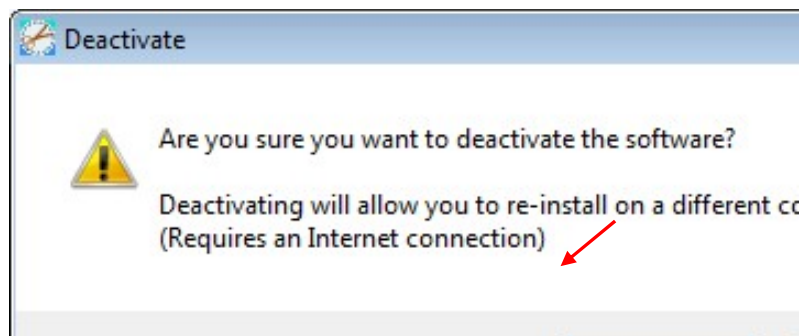 Deactivate
Are you sure you want to deactivate the software?
Deactivating will allow you to re-install on a different
(Requires an Internet connection)